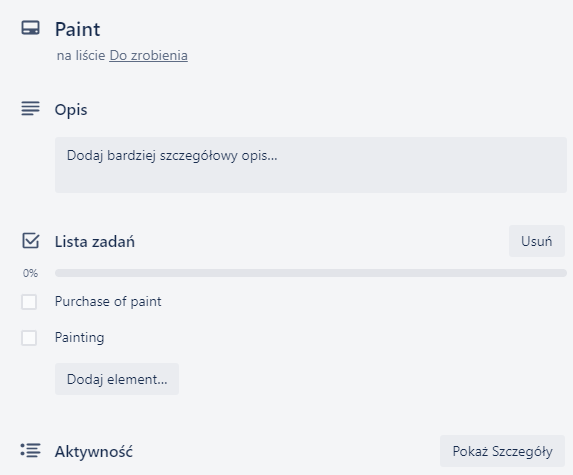 Paint
na liście Do zrobienia
Opis
Dodaj bardziej szczegółowy opis...
Lista zadań
Usuń
0%
Purchase of paint
Painting
Dodaj element...
Aktywność
Pokaż Szczegóły